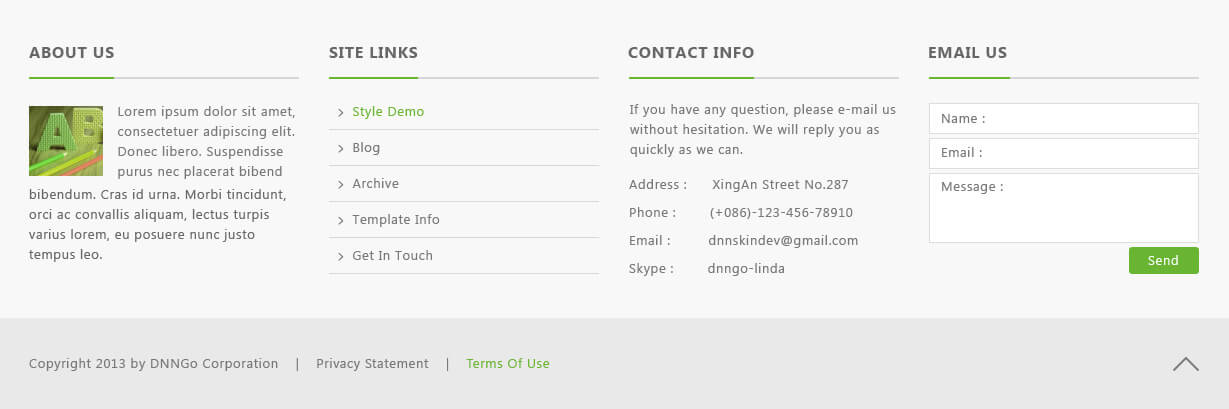 ABOUT US
Lorem ipsum dolor sit amet,
consectetuer adipiscing elit.
Donec libero. Suspendisse
purus nec placerat bibend
bibendum. Cras id urna. Morbi tincidunt,
orci ac convallis aliquam, lectus turpis
varius lorem, eu posuere nunc justo
tempus leo.
AB
SITE LINKS
Style Demo
Blog
Archive
Template Info
Get In Touch
CONTACT INFO
If you have any question, please e-mail us
without hesitation. We will reply you as
quickly as we can.
Address : XingAn Street No.287
Phone : (+086)-123-456-78910
Email : dnnskindev@gmail.com
Skype : dnngo-linda
EMAIL US
Name :
Email :
Message :
Send
Copyright 2013 by DNNGo Corporation | Privacy Statement | Terms Of Use